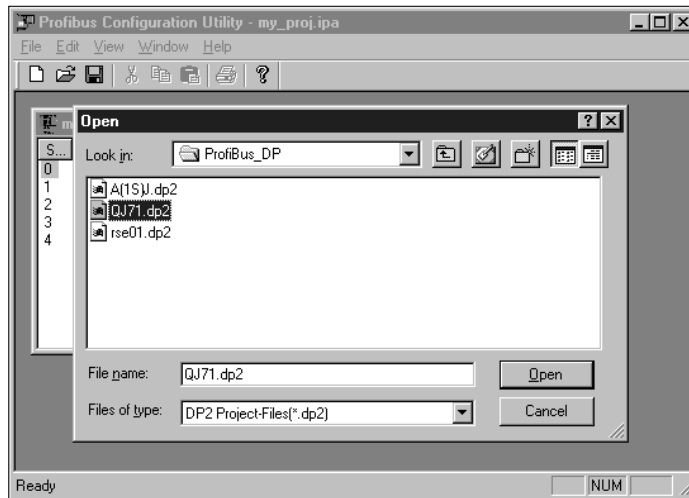 Profibus Configuration Utility - my_proj.ipa
File Edit View Window Help
m
S...
0
1
2
3
4
Open
Look in: ProfiBus_DP
A(1S)J.dp2
QJ71.dp2
rse01.dp2
File name: QJ71.dp2 Open
Files of type: DP2 Project-Files(*.dp2) Cancel
Ready NUM